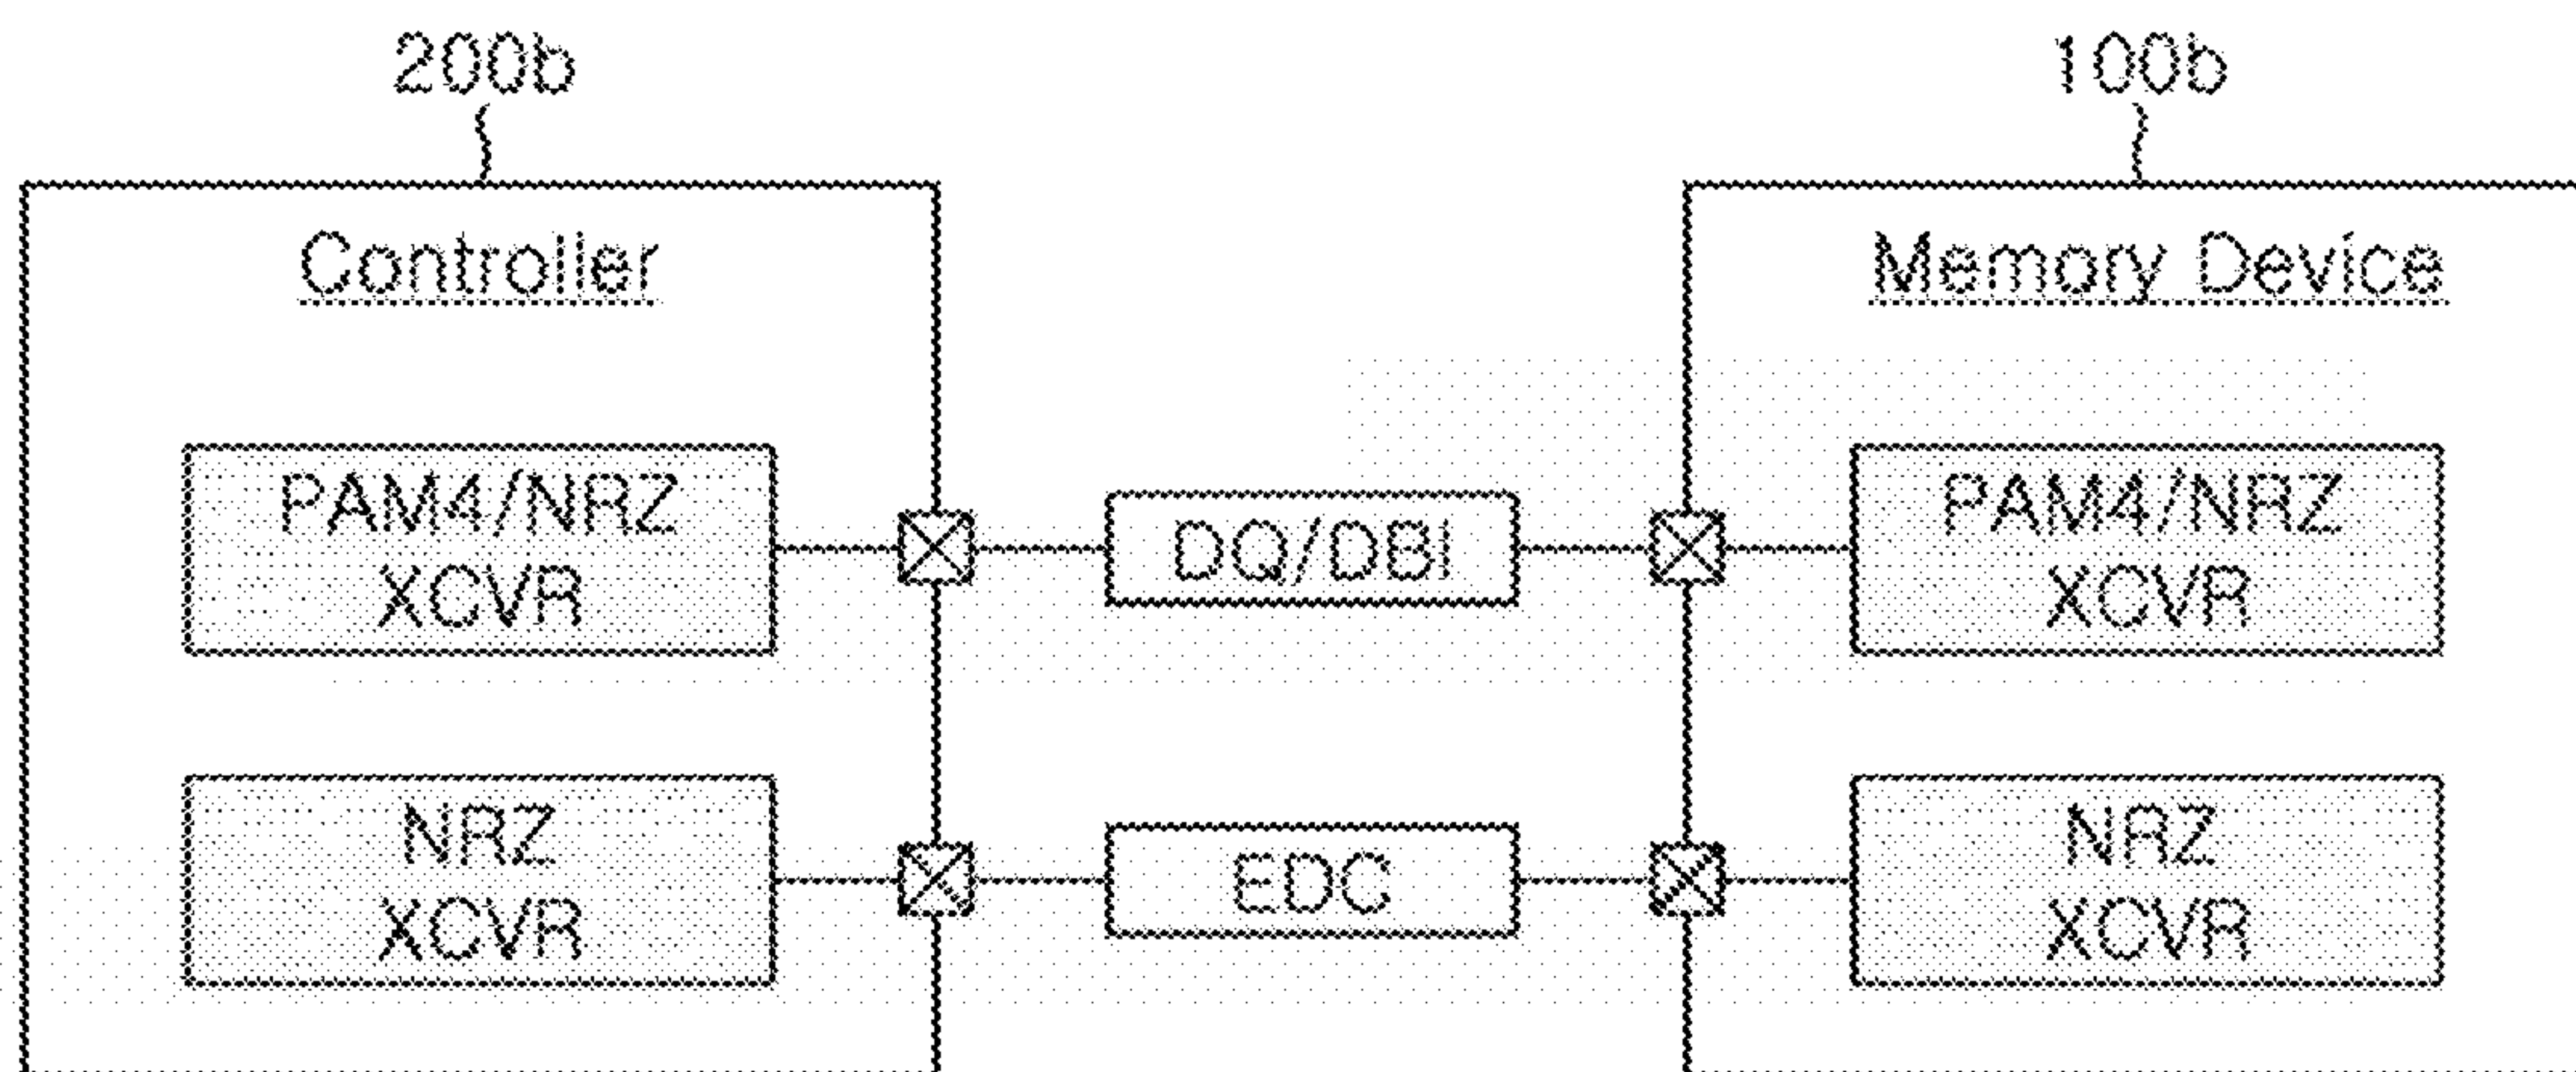 200b
100b
Controller
Memory Device
PAM4/NRZ
XCVR
DQ/DBI
PAM4/NRZ
XCVR
NRZ
XCVR
EDC
NRZ
XCVR